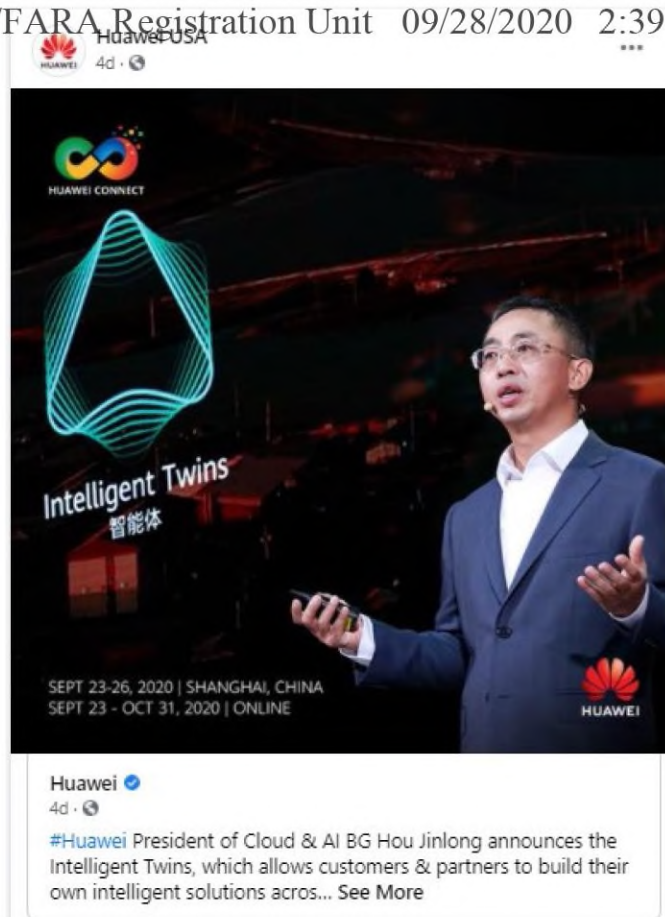 FARA Registration Unit 09/28/2020 2:39
Huawei USA
4d ·
HUAWEI
HUAWEI CONNECT
Intelligent Twins
智能体
SEPT 23-26, 2020 | SHANGHAI, CHINA
SEPT 23 - OCT 31, 2020 | ONLINE
HUAWEI
Huawei
4d ·
#Huawei President of Cloud & AI BG Hou Jinlong announces the
Intelligent Twins, which allows customers & partners to build their
own intelligent solutions acros... See More